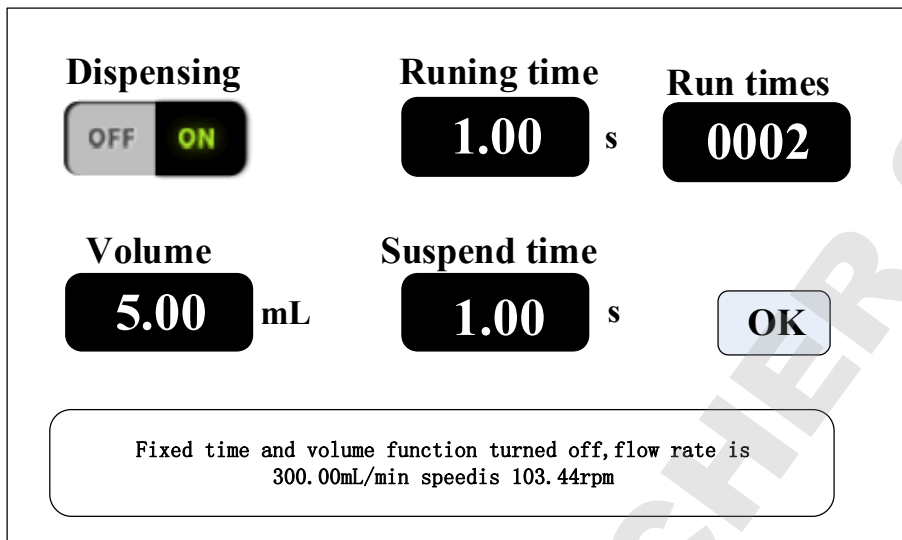 Dispensing
Runing time
Run times
OFF ON
1.00 s
0002
Volume
Suspend time
5.00 mL
1.00 s
OK
Fixed time and volume function turned off,flow rate is
300.00mL/min speedis 103.44rpm
CHER